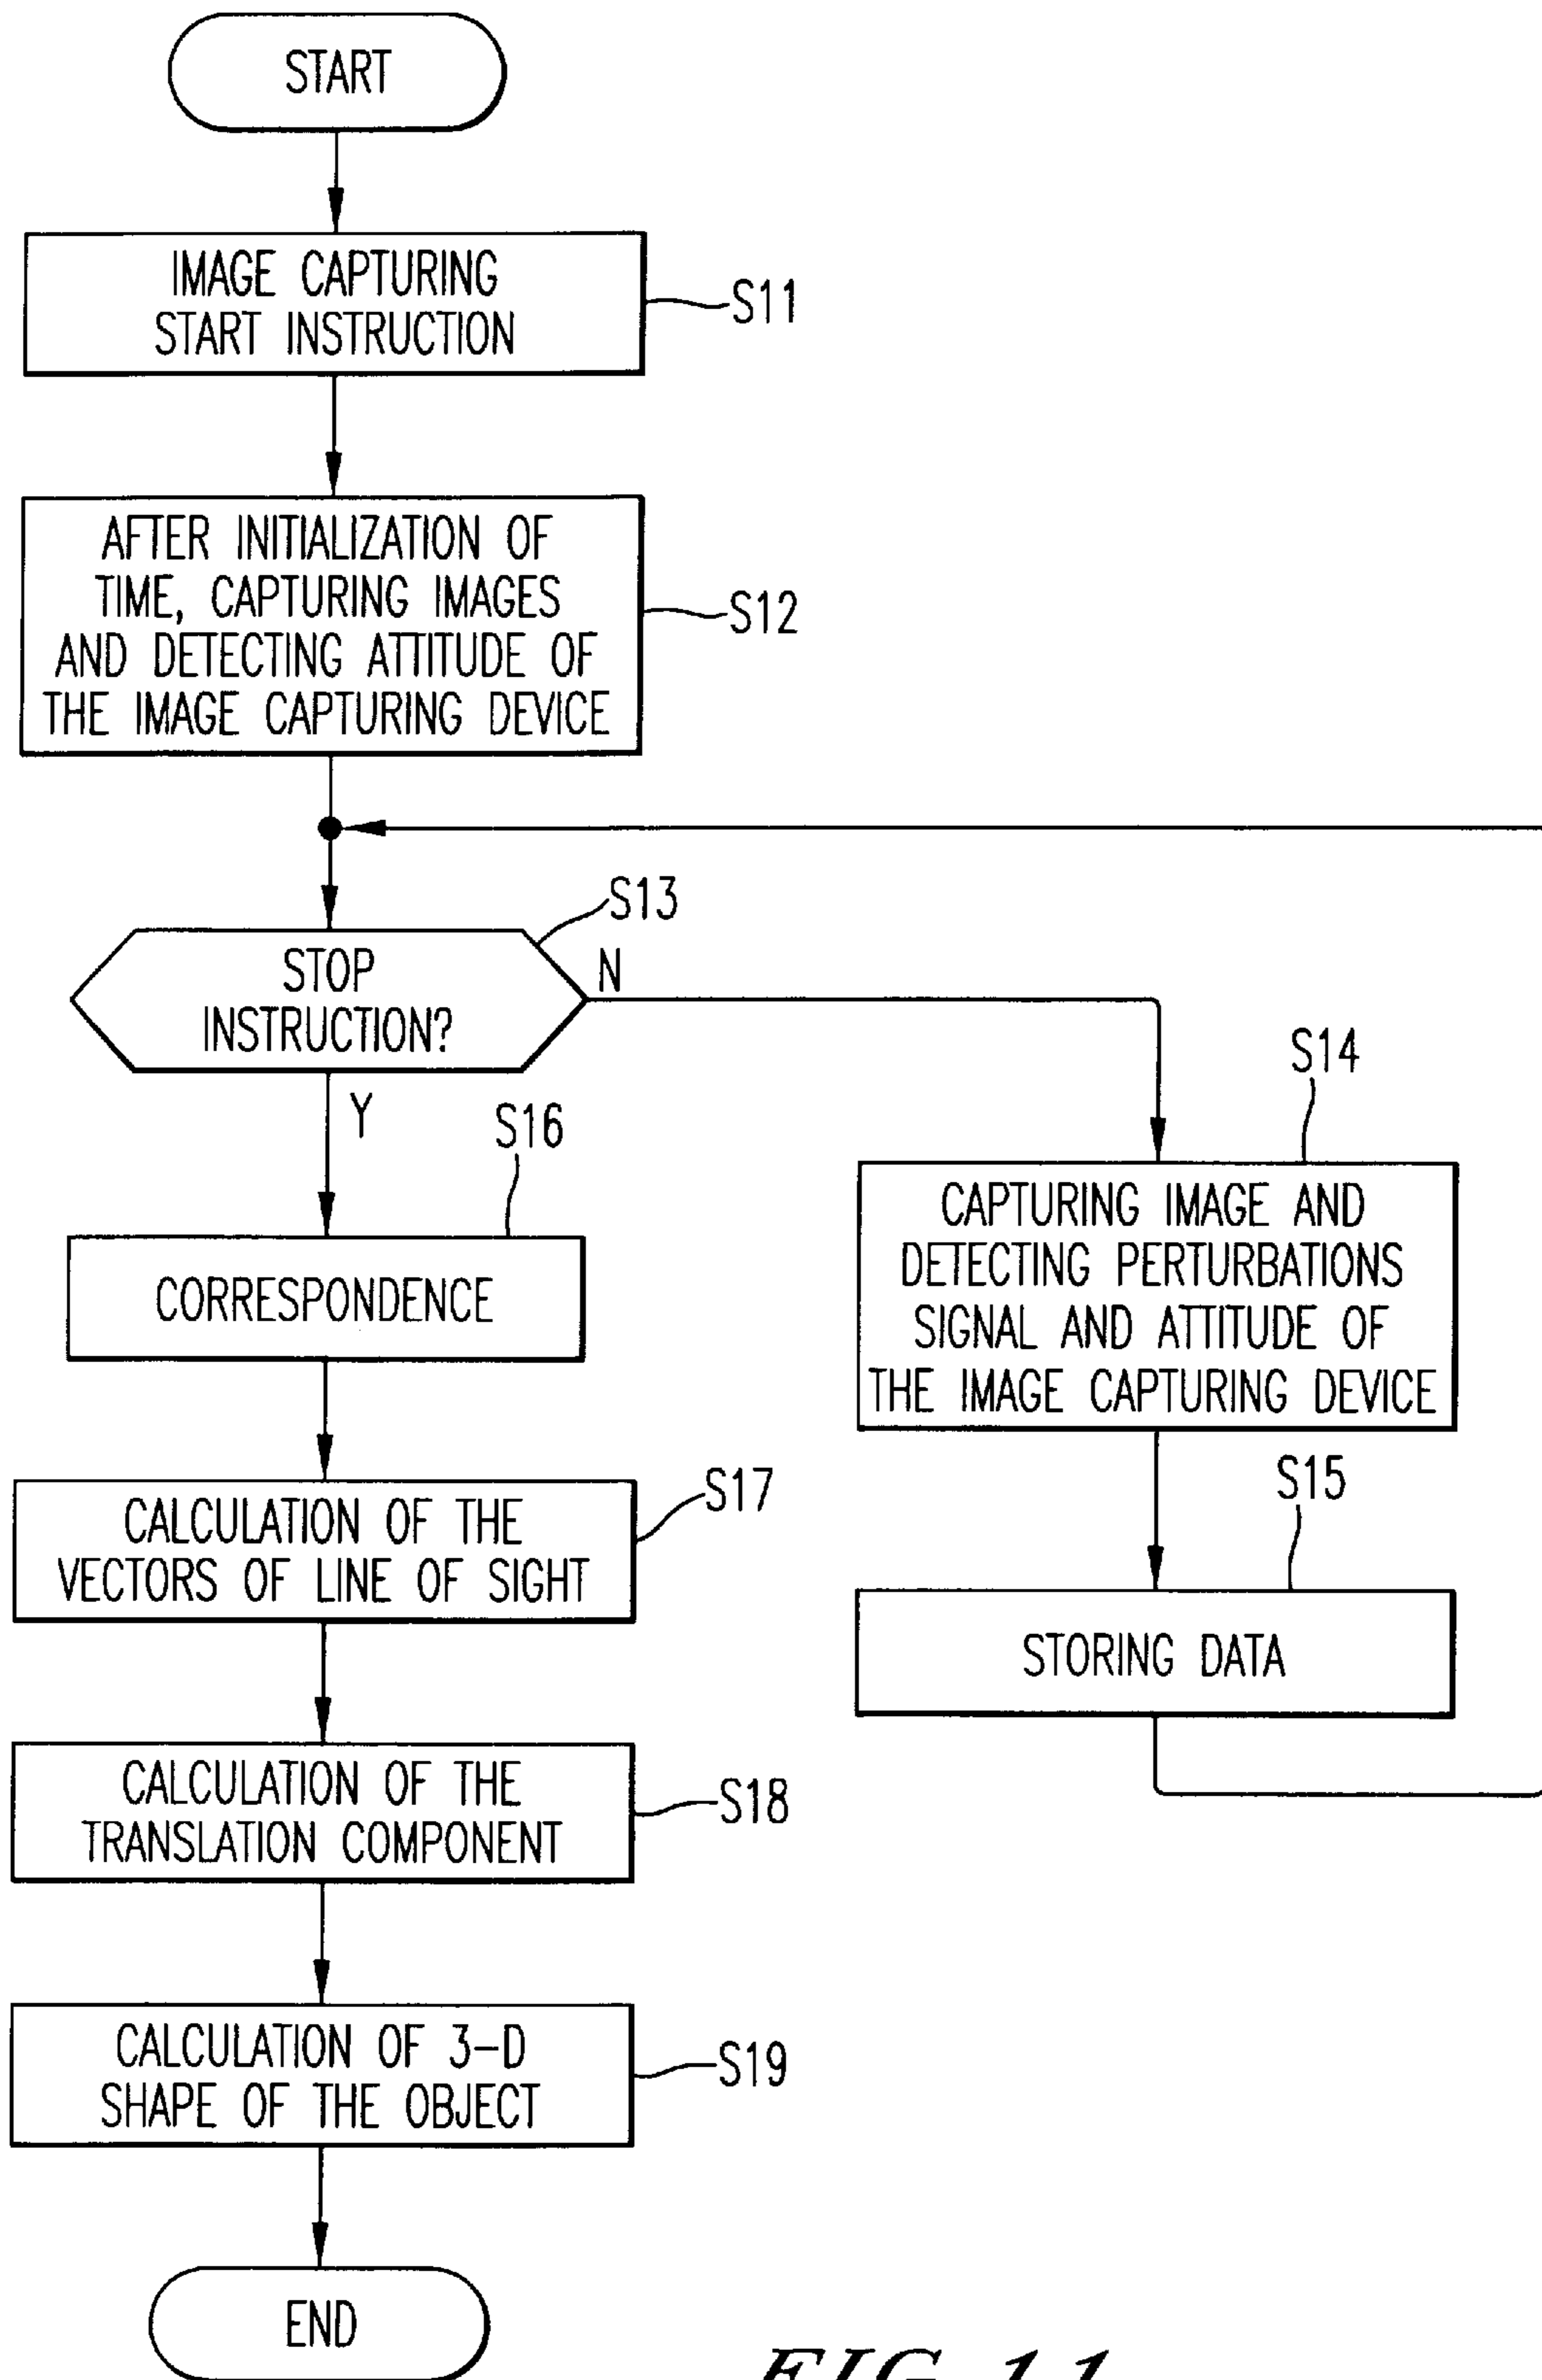 START
IMAGE CAPTURING
START INSTRUCTION
S11
AFTER INITIALIZATION OF
TIME, CAPTURING IMAGES
AND DETECTING ATTITUDE OF
THE IMAGE CAPTURING DEVICE
S12
S13
STOP
INSTRUCTION?
N
Y
S14
CAPTURING IMAGE AND
DETECTING PERTURBATIONS
SIGNAL AND ATTITUDE OF
THE IMAGE CAPTURING DEVICE
S15
STORING DATA
S16
CORRESPONDENCE
S17
CALCULATION OF THE
VECTORS OF LINE OF SIGHT
CALCULATION OF THE
TRANSLATION COMPONENT
S18
CALCULATION OF 3-D
SHAPE OF THE OBJECT
S19
END
FIG. 11